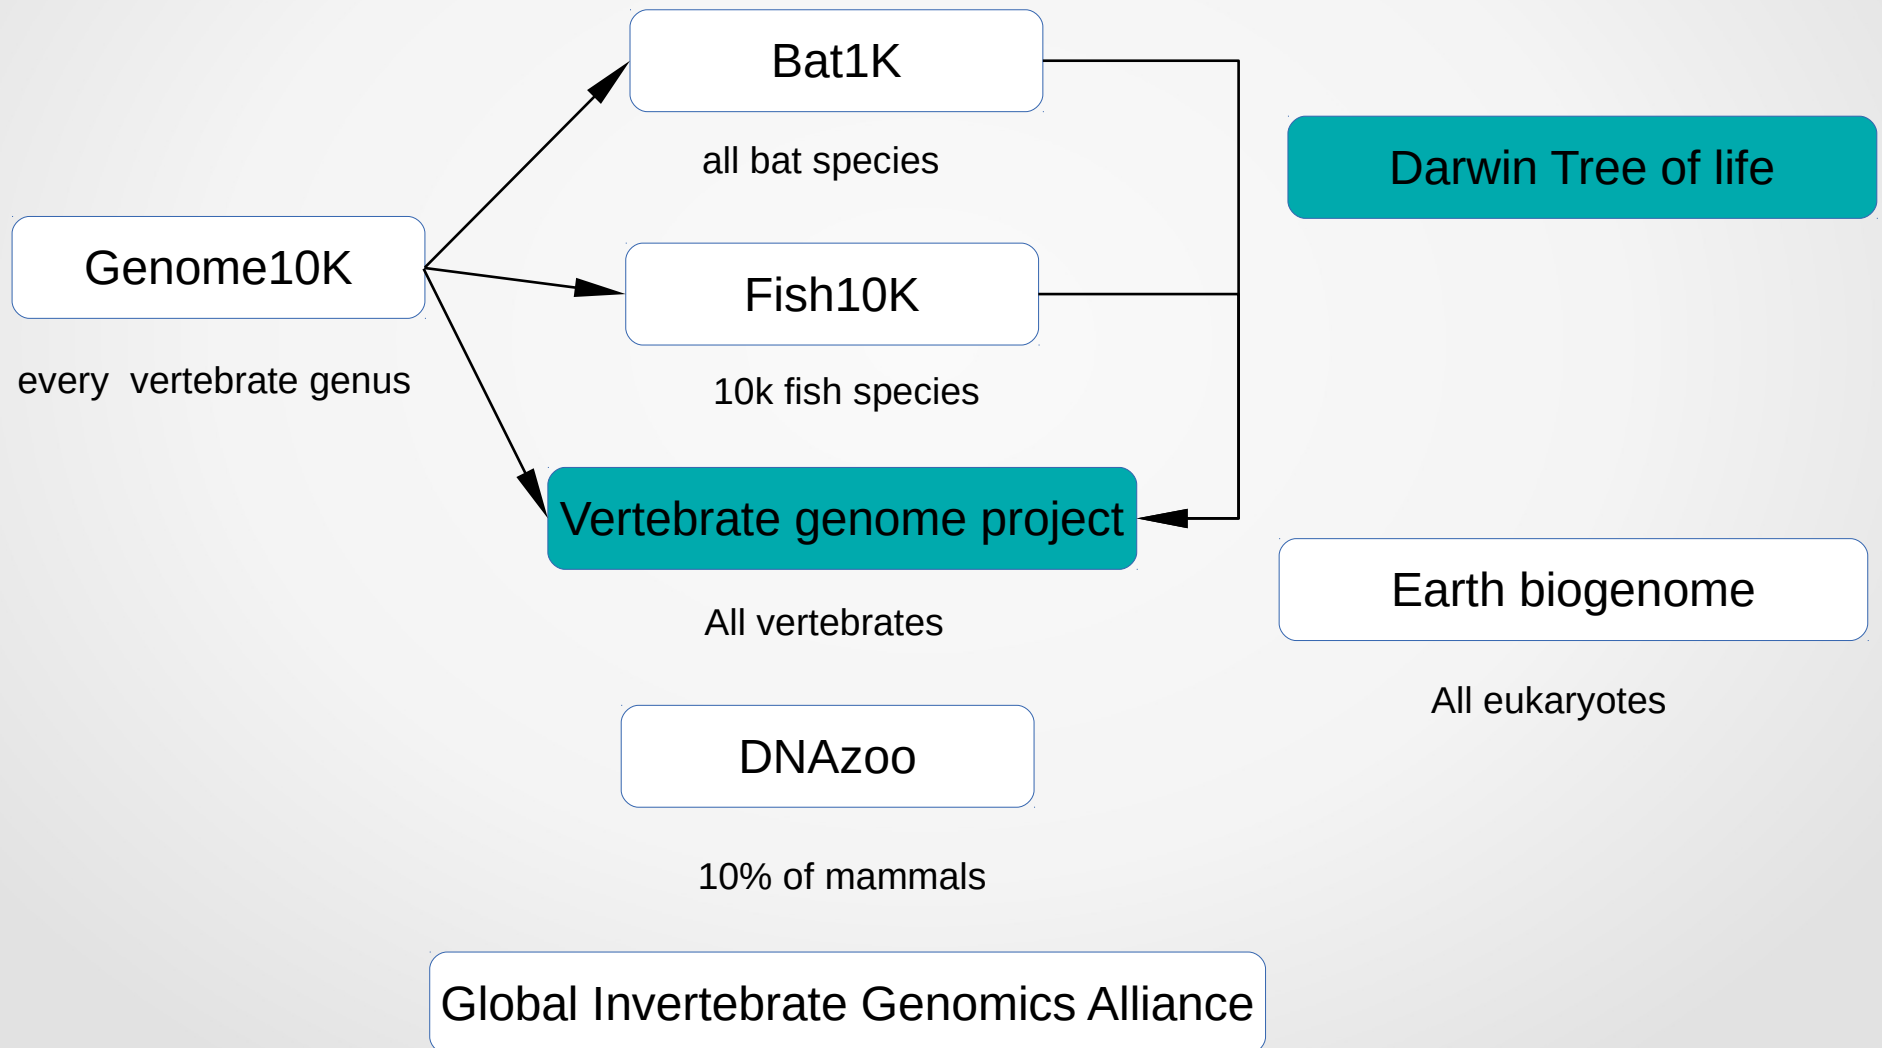 Bat1K
all bat species
Darwin Tree of life
Genome10K
every  vertebrate genus
Fish10K
10k fish species
Vertebrate genome project
All vertebrates
Earth biogenome
All eukaryotes
DNAzoo
10% of mammals
Global Invertebrate Genomics Alliance